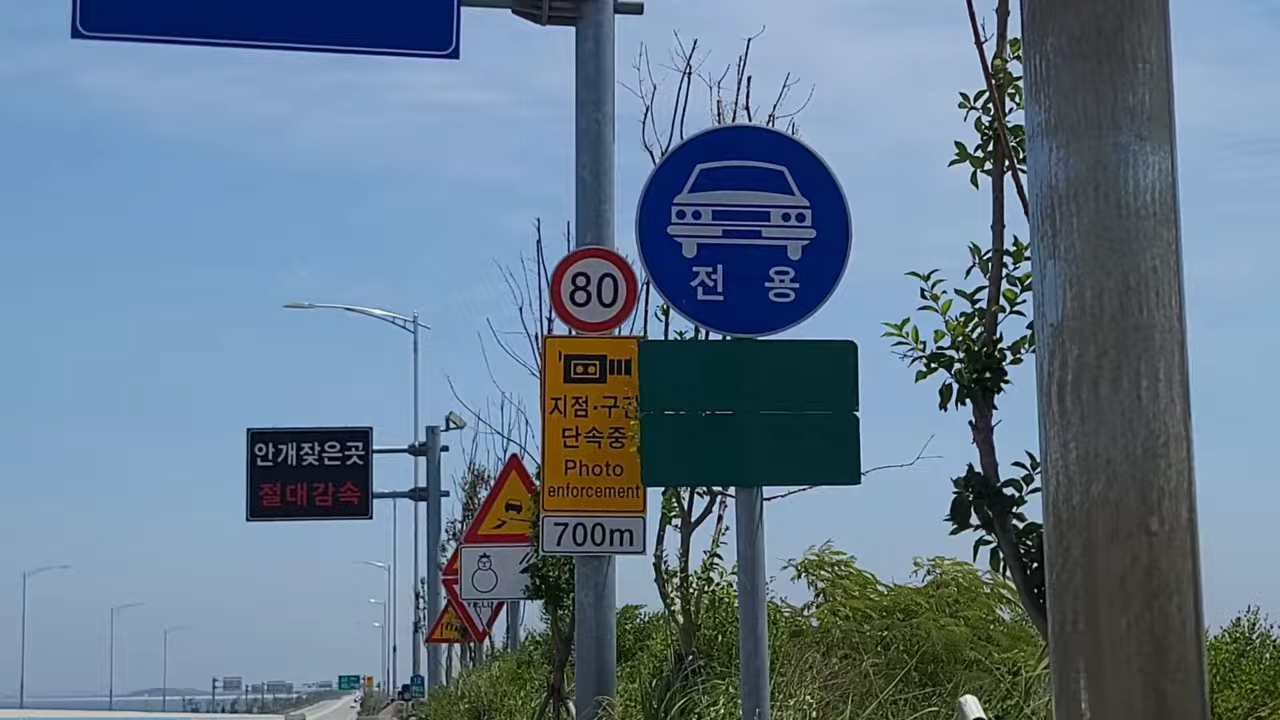 80
전 용
지점·구간
단속중
Photo
enforcement
700m
안개잦은곳
절대감속
YIELD